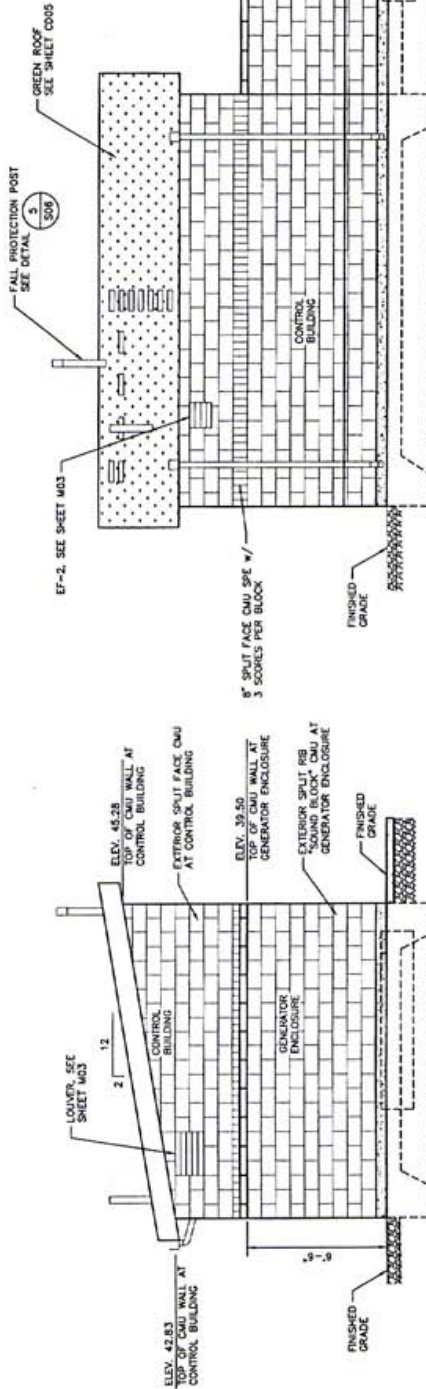 LOUVER, SEE
SHEET M03
ELEV. 42.83
TOP OF CMU WALL AT
CONTROL BUILDING
2
12
CONTROL
BUILDING
ELEV. 45.28
TOP OF CMU WALL AT
CONTROL BUILDING
EXTERIOR SPLIT FACE CMU
AT CONTROL BUILDING
ELEV. 39.50
TOP OF CMU WALL AT
GENERATOR ENCLOSURE
GENERATOR
ENCLOSURE
EXTERIOR SPLIT RIB
"SOUND BLOCK" CMU AT
GENERATOR ENCLOSURE
FINISHED
GRADE
FINISHED
GRADE
FALL PROTECTION POST
SEE DETAIL
5
S06
GREEN ROOF
SEE SHEET CD05
EF-2, SEE SHEET M03
8" SPLIT FACE CMU SPE W/
3 SCORES PER BLOCK
CONTROL
BUILDING
FINISHED
GRADE